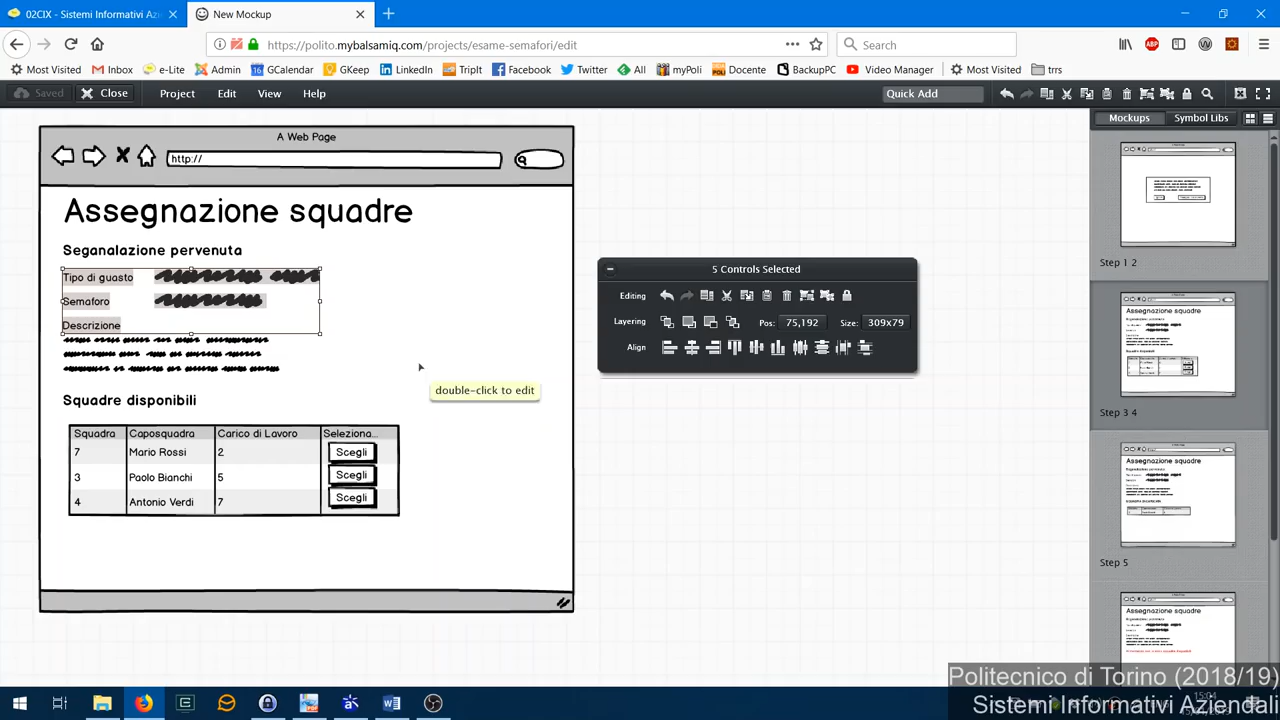 02CIX - Sistemi Informativi Azie
New Mockup
https://polito.mybalsamiq.com/projects/esame-semafori/edit
Search
Most Visited Inbox e-Lite Admin GCalendar GKeep LinkedIn TripIt Facebook Twitter All myPoli Docente BackupPC Video Manager Most Visited trrs
Saved Close Project Edit View Help Quick Add
Mockups Symbol Libs
A Web Page
http://
Assegnazione squadre
Seganalazione pervenuta
Tipo di guasto
Semaforo
Descrizione
double-click to edit
Squadre disponibili
Squadra Caposquadra Carico di Lavoro Seleziona...
7 Mario Rossi 2 Scegli
3 Paolo Bianchi 5 Scegli
4 Antonio Verdi 7 Scegli
5 Controls Selected
Editing
Layering Pos: 75,192 Size: 309x79
Align
Step 1 2
Assegnazione squadre
Step 3 4
Assegnazione squadre
Step 5
Assegnazione squadre
Politecnico di Torino (2018/19)
Sistemi Informativi Aziendali
15:04